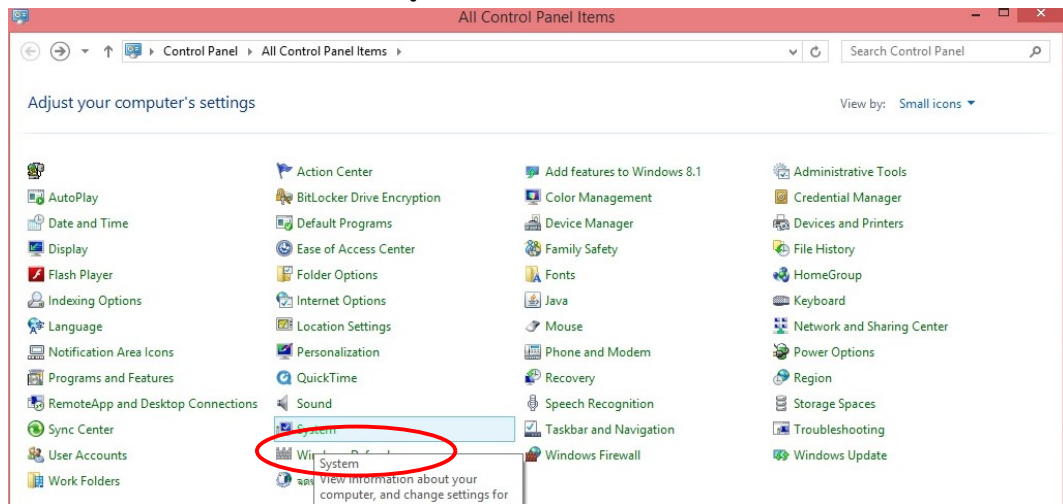 All Control Panel Items
Control Panel All Control Panel Items Search Control Panel
Adjust your computer's settings View by: Small icons
Action Center Add features to Windows 8.1 Administrative Tools
AutoPlay BitLocker Drive Encryption Color Management Credential Manager
Date and Time Default Programs Device Manager Devices and Printers
Display Ease of Access Center Family Safety File History
Flash Player Folder Options Fonts HomeGroup
Indexing Options Internet Options Java Keyboard
Language Location Settings Mouse Network and Sharing Center
Notification Area Icons Personalization Phone and Modem Power Options
Programs and Features QuickTime Recovery Region
RemoteApp and Desktop Connections Sound Speech Recognition Storage Spaces
Sync Center System Taskbar and Navigation Troubleshooting
User Accounts Windows Firewall Windows Update
System
Work Folders
View information about your
computer, and change settings for